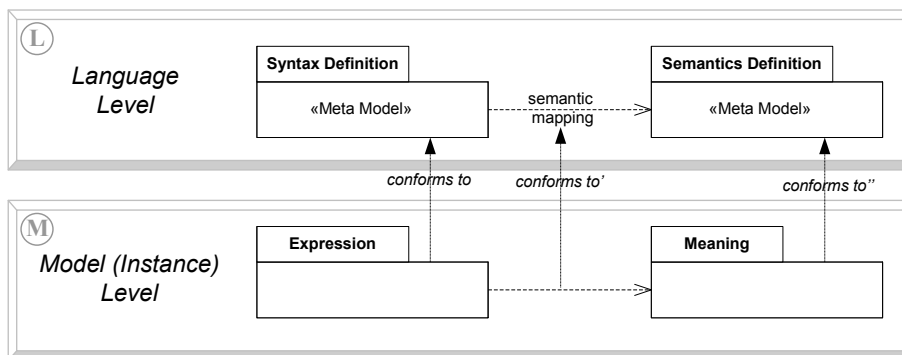 L
Language
Level
Syntax Definition
«Meta Model»
semantic
mapping
Semantics Definition
«Meta Model»
conforms to
conforms to’
conforms to’’
M
Model (Instance)
Level
Expression
Meaning